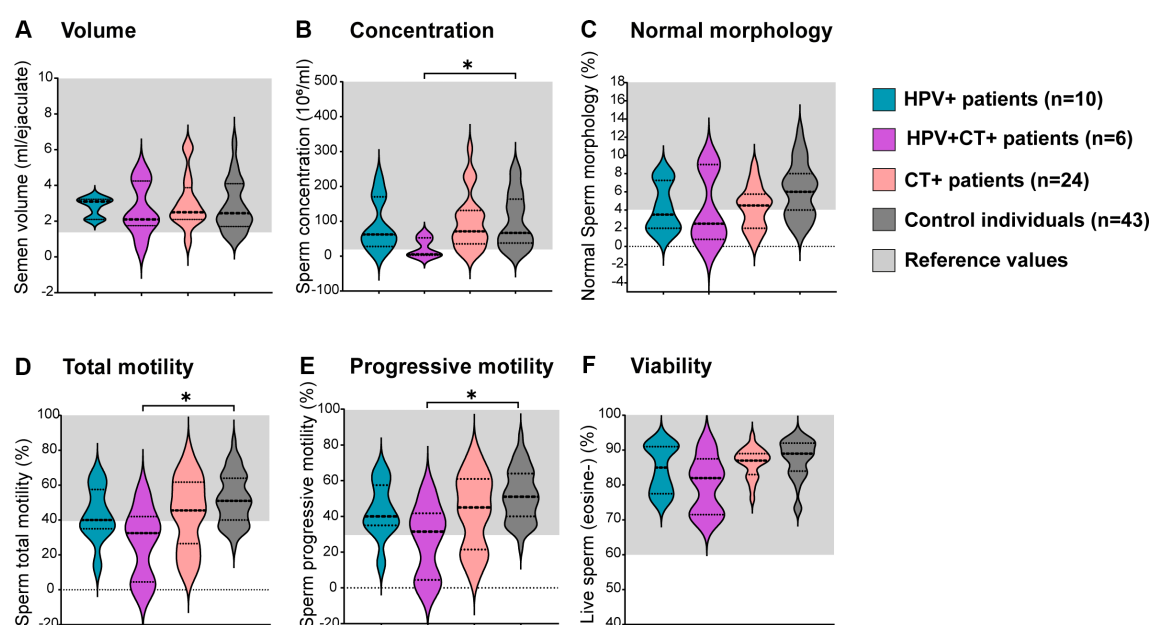 A Volume
B Concentration
C Normal morphology
Semen volume (ml/ejaculate)
10
8
6
4
2
0
-2
Sperm concentration (10⁶/ml)
500
400
300
200
100
0
-100
*
Normal Sperm morphology (%)
18
16
14
12
10
8
6
4
2
0
-2
-4
HPV+ patients (n=10)
HPV+CT+ patients (n=6)
CT+ patients (n=24)
Control individuals (n=43)
Reference values
D Total motility
E Progressive motility
F Viability
Sperm total motility (%)
100
80
60
40
20
0
-20
*
Sperm progressive motility (%)
100
80
60
40
20
0
-20
*
Live sperm (eosine-) (%)
100
90
80
70
60
50
40